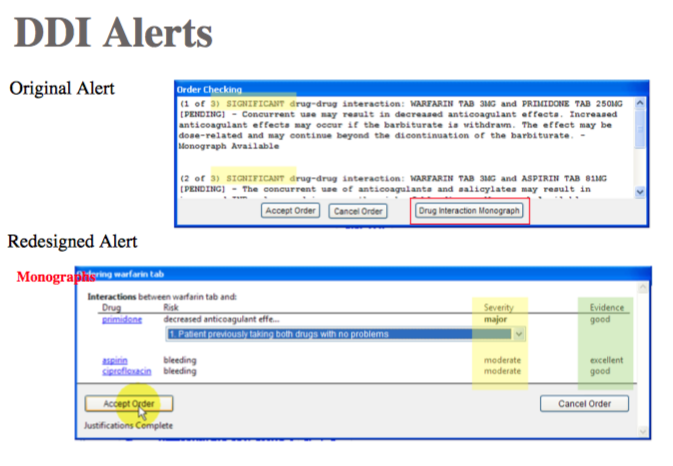 DDI Alerts
Original Alert
Order Checking
(1 of 3) SIGNIFICANT drug-drug interaction: WARFARIN TAB 3MG and PRIMIDONE TAB 250MG
[PENDING] - Concurrent use may result in decreased anticoagulant effects. Increased
anticoagulant effects may occur if the barbiturate is withdrawn. The effect may be
dose-related and may continue beyond the dicontinuation of the barbiturate. -
Monograph Available
(2 of 3) SIGNIFICANT drug-drug interaction: WARFARIN TAB 3MG and ASPIRIN TAB 81MG
[PENDING] - The concurrent use of anticoagulants and salicylates may result in
Accept Order Cancel Order Drug Interaction Monograph
Redesigned Alert
Monographs
ering warfarin tab
Interactions between warfarin tab and:
Drug Risk Severity Evidence
primidone decreased anticoagulant effe... major good
1. Patient previously taking both drugs with no problems
aspirin bleeding moderate excellent
ciprofloxacin bleeding moderate good
Accept Order Cancel Order
Justifications Complete